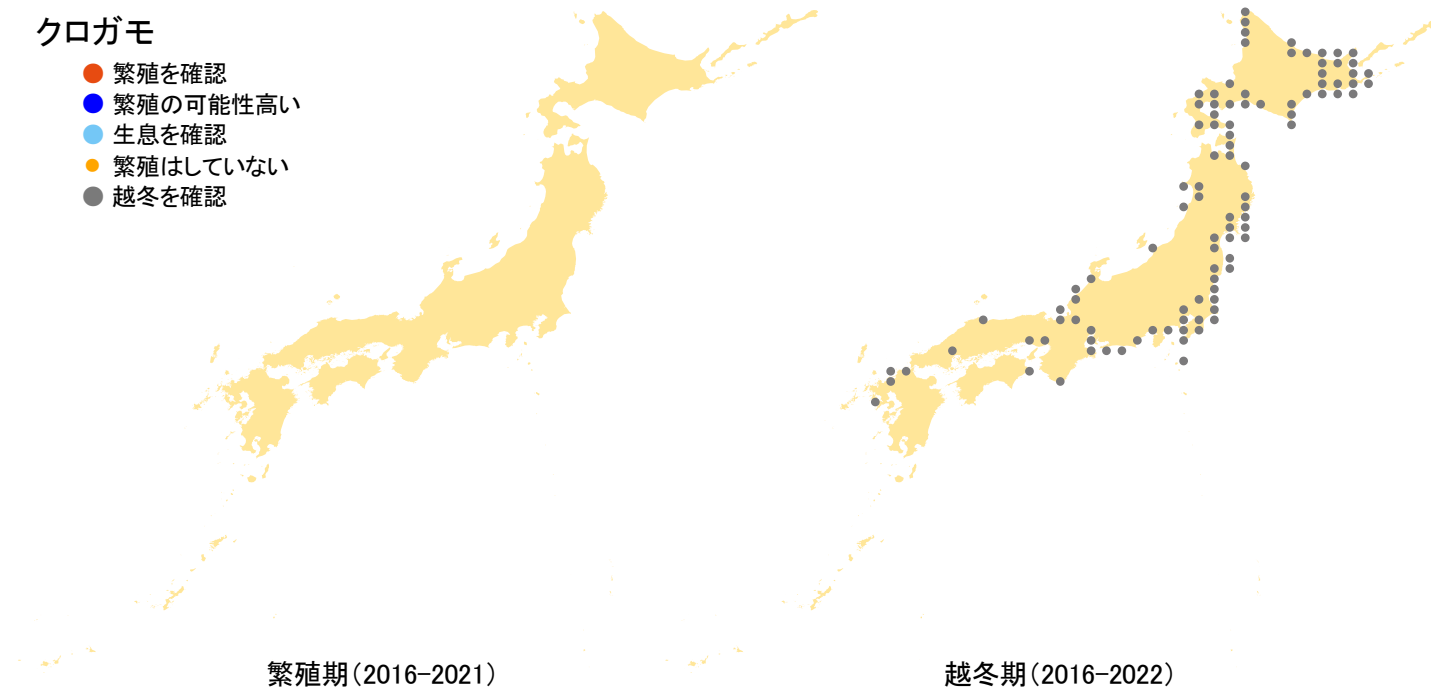 クロガモ
繁殖を確認
繁殖の可能性高い
生息を確認
繁殖はしていない
越冬を確認
繁殖期(2016-2021)
越冬期(2016-2022)